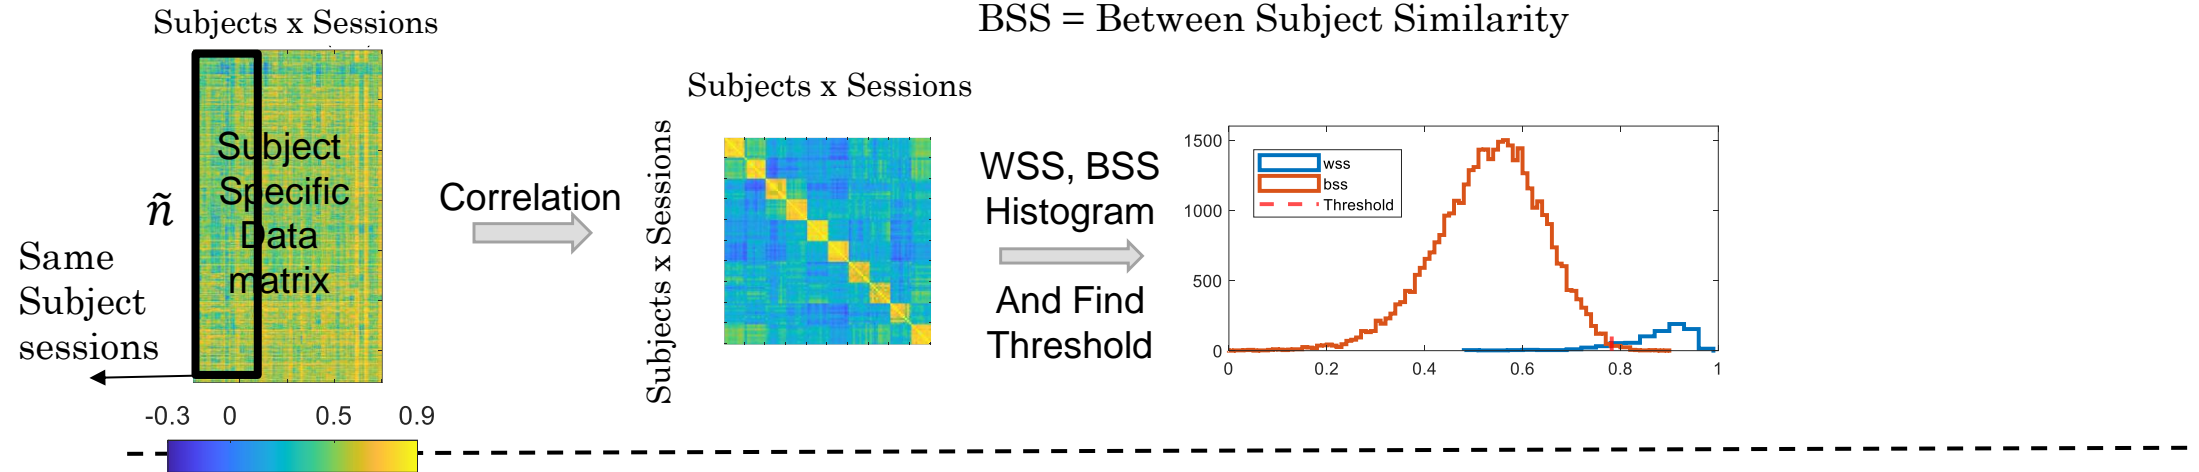 Subjects x Sessions
BSS = Between Subject Similarity
Subject
Specific
Data
matrix
ñ
Same
Subject
sessions
-0.3 0 0.5 0.9
Correlation
Subjects x Sessions
Subjects x Sessions
WSS, BSS
Histogram
And Find
Threshold
1500
1000
500
0
wss
bss
Threshold
0 0.2 0.4 0.6 0.8 1